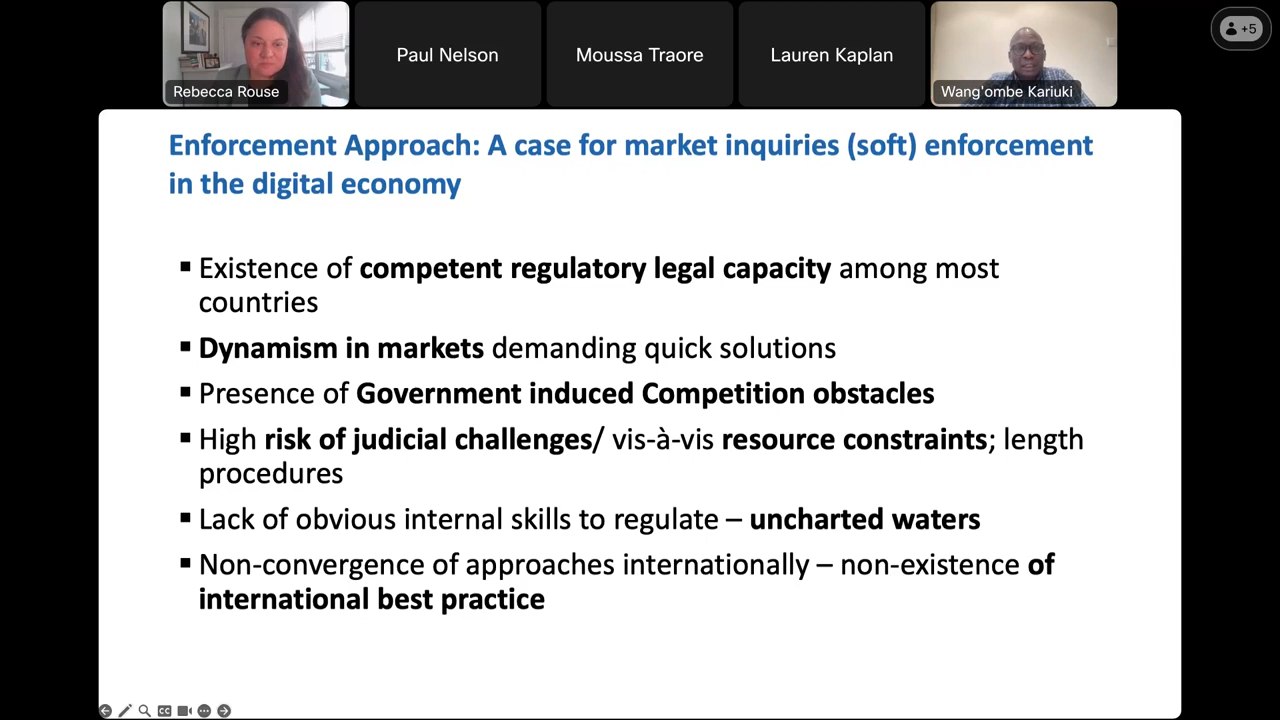 Rebecca Rouse
Paul Nelson
Moussa Traore
Lauren Kaplan
Wang'ombe Kariuki
+5
Enforcement Approach: A case for market inquiries (soft) enforcement
in the digital economy
▪ Existence of competent regulatory legal capacity among most
countries
▪ Dynamism in markets demanding quick solutions
▪ Presence of Government induced Competition obstacles
▪ High risk of judicial challenges/ vis-à-vis resource constraints; length
procedures
▪ Lack of obvious internal skills to regulate – uncharted waters
▪ Non-convergence of approaches internationally – non-existence of
international best practice
CC